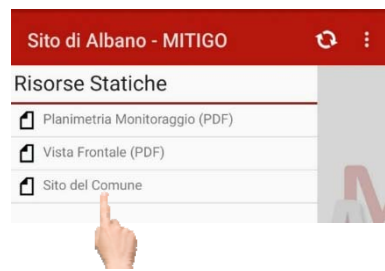 Sito di Albano - MITIGO
Risorse Statiche
Planimetria Monitoraggio (PDF)
Vista Frontale (PDF)
Sito del Comune